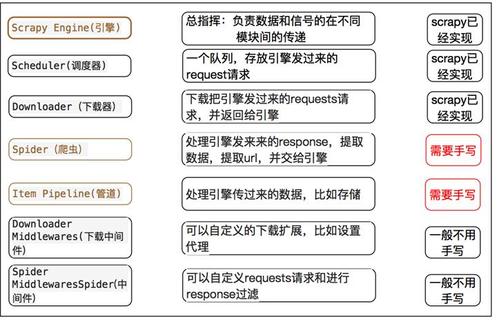 Scrapy Engine(引擎)
总指挥：负责数据和信号的在不同
模块间的传递
scrapy已
经实现
Scheduler(调度器)
一个队列，存放引擎发过来的
request请求
scrapy已
经实现
Downloader (下载器)
下载把引擎发过来的requests请
求，并返回给引擎
scrapy已
经实现
Spider (爬虫)
处理引擎发来来的response，提取
数据，提取url，并交给引擎
需要手写
Item Pipeline(管道)
处理引擎传过来的数据，比如存储
需要手写
Downloader
Middlewares(下载中间
件)
可以自定义的下载扩展，比如设置
代理
一般不用
手写
Spider
MiddlewaresSpider(中
间件)
可以自定义requests请求和进行
response过滤
一般不用
手写